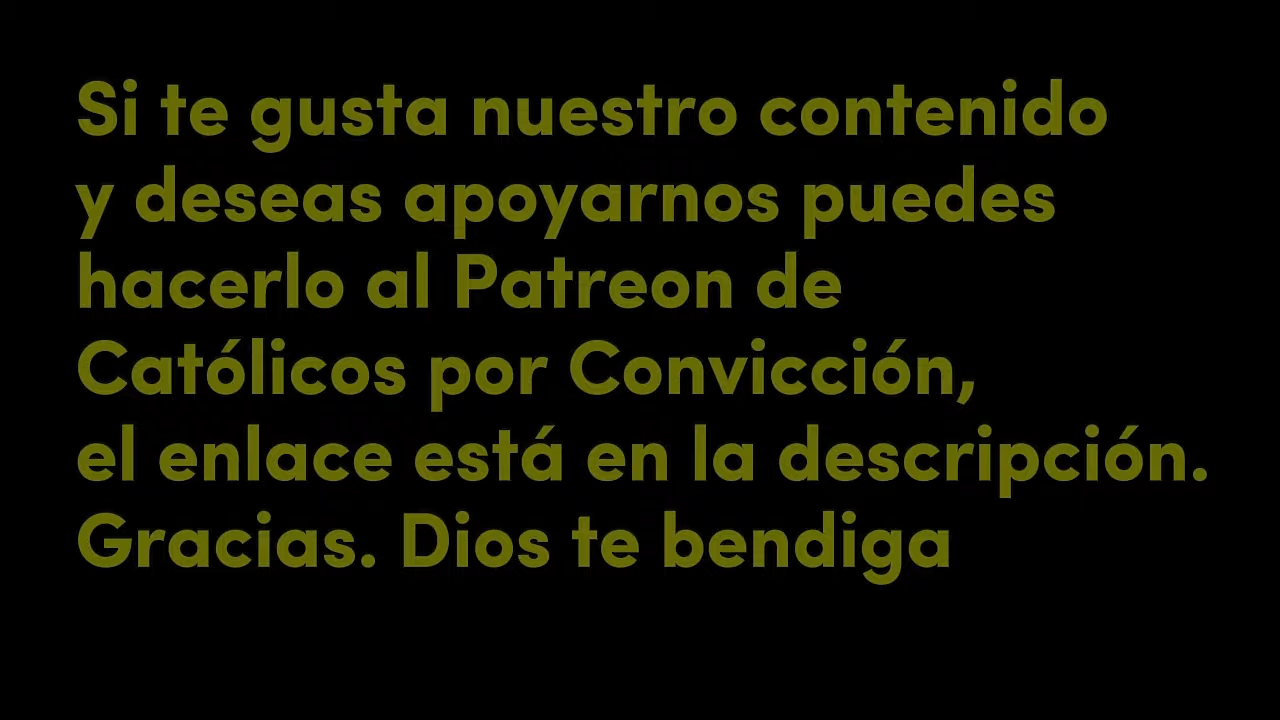 Si te gusta nuestro contenido
y deseas apoyarnos puedes
hacerlo al Patreon de
Católicos por Convicción,
el enlace está en la descripción.
Gracias. Dios te bendiga